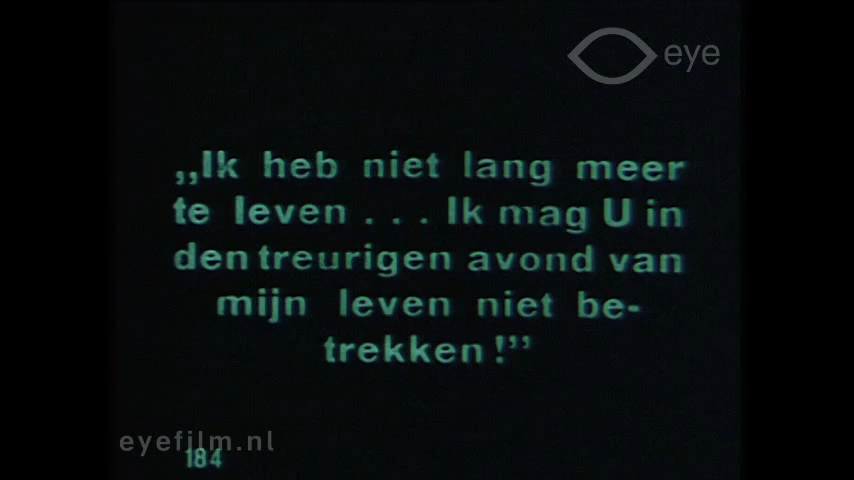 eye
„Ik heb niet lang meer
te leven . . . Ik mag U in
den treurigen avond van
mijn leven niet be-
trekken!”
eyefilm.nl
184